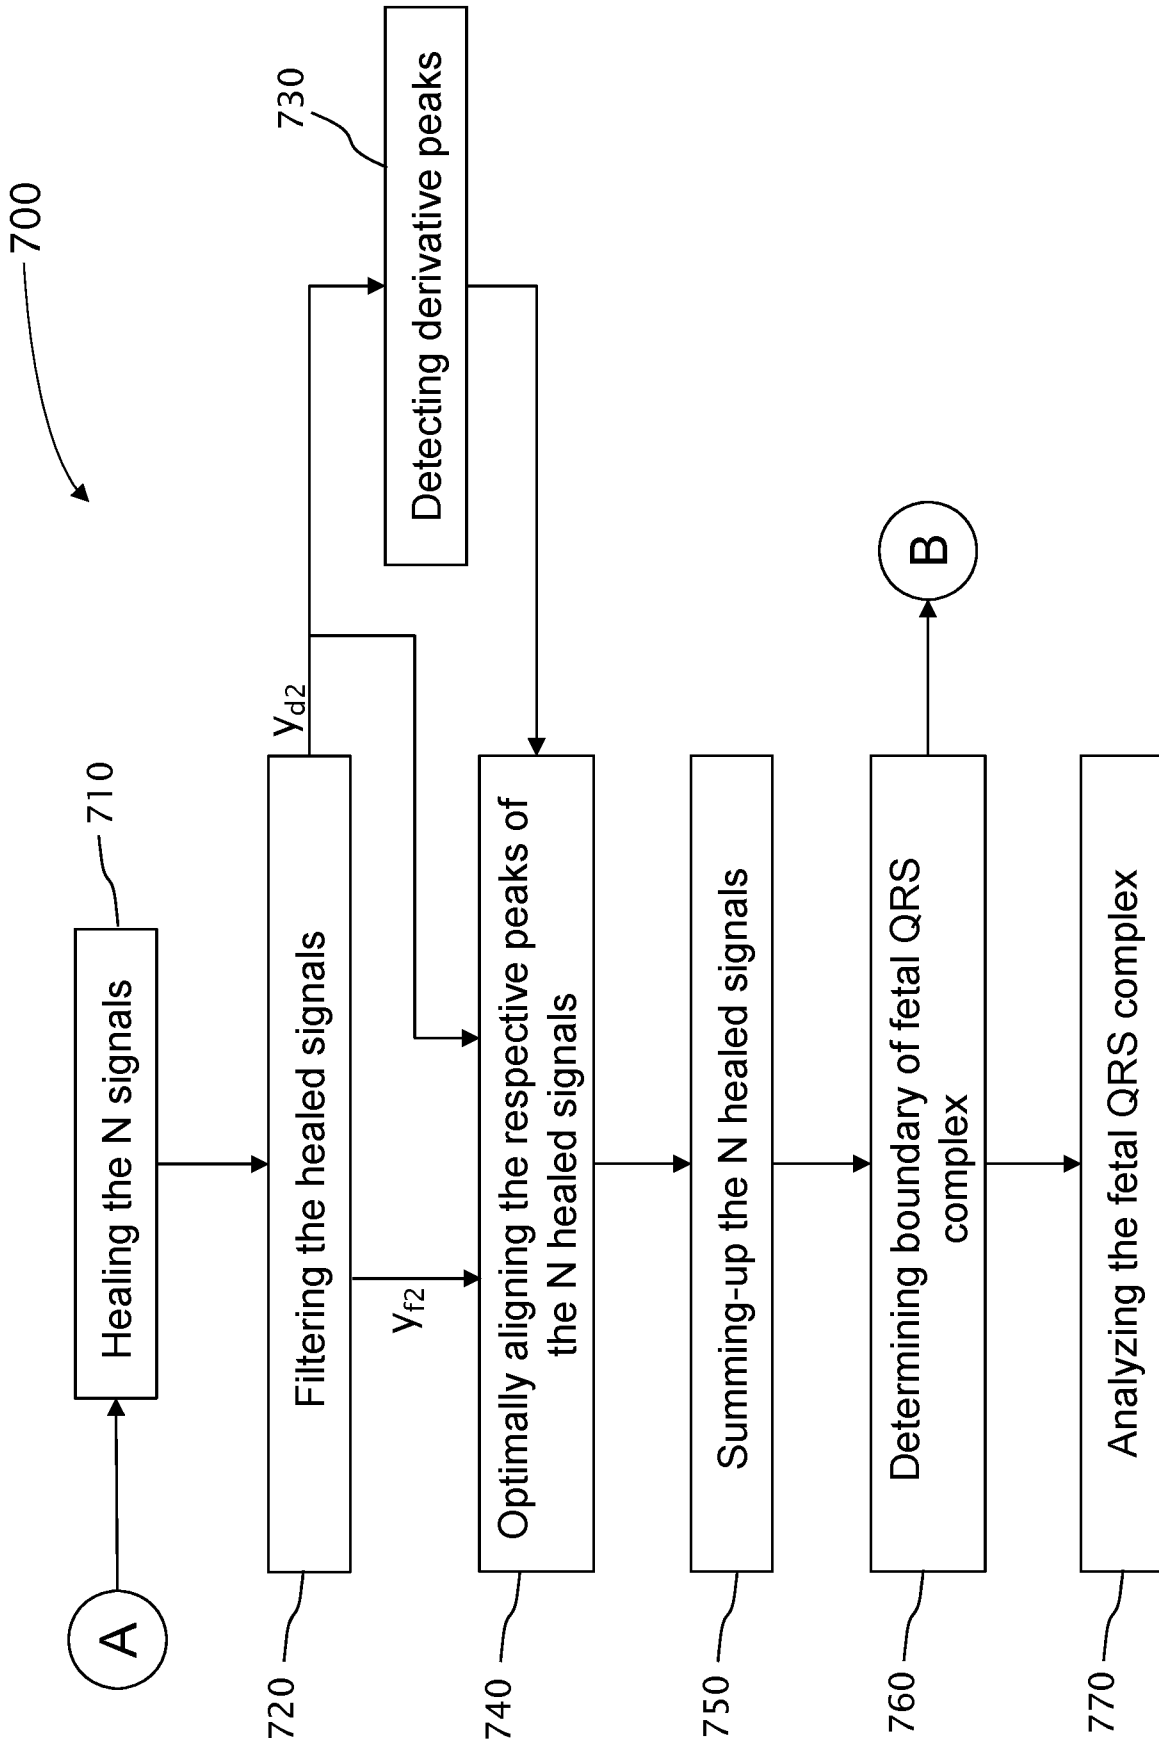 700
A
Healing the N signals
710
720
Filtering the healed signals
y_d2
730
Detecting derivative peaks
y_f2
740
Optimally aligning the respective peaks of
the N healed signals
750
Summing-up the N healed signals
760
Determining boundary of fetal QRS
complex
B
770
Analyzing the fetal QRS complex